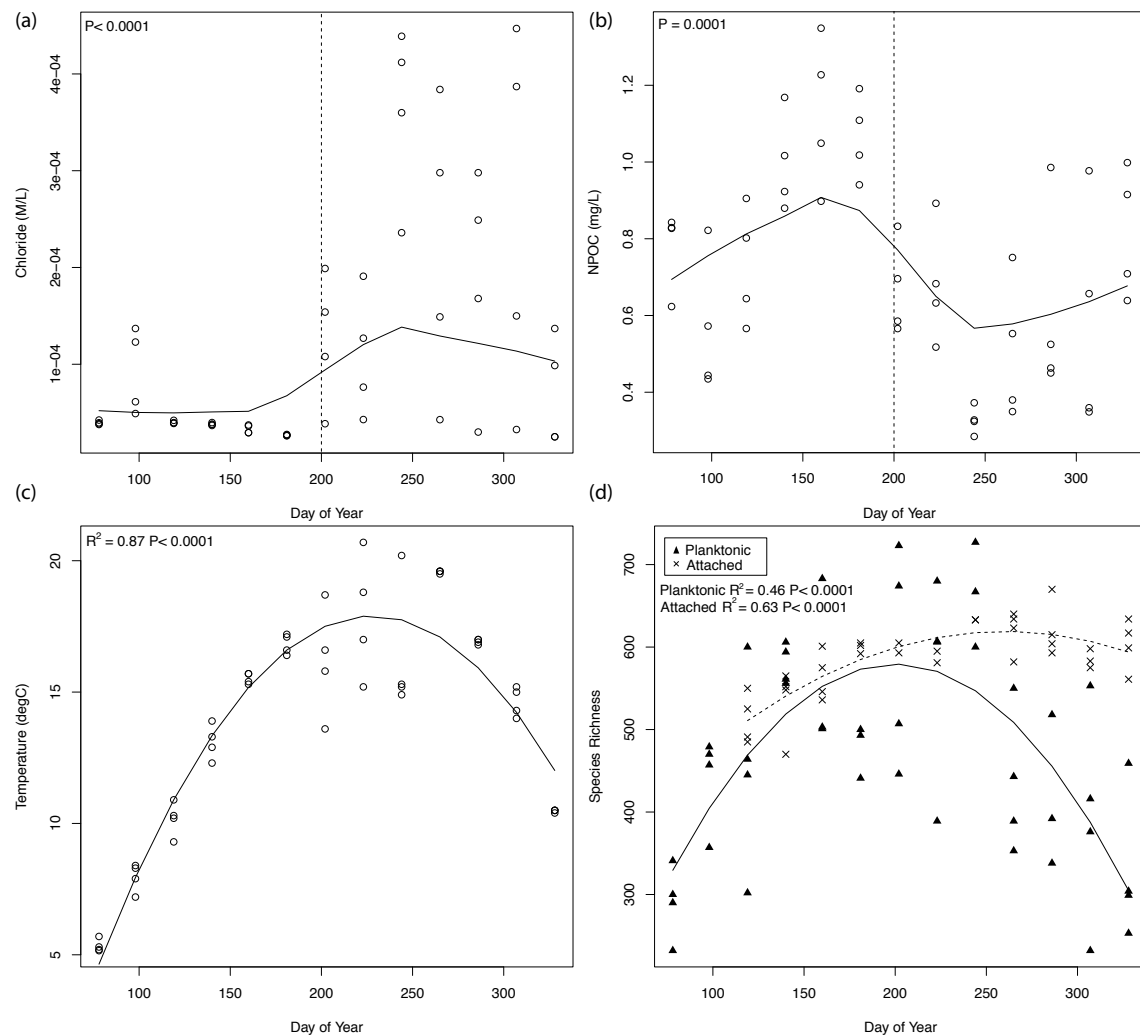 (a)
P< 0.0001
Chloride (M/L)
4e−04
3e−04
2e−04
1e−04
100 150 200 250 300
Day of Year
(b)
P = 0.0001
NPOC (mg/L)
1.2
1.0
0.8
0.6
0.4
100 150 200 250 300
Day of Year
(c)
R² = 0.87 P< 0.0001
Temperature (degC)
20
15
10
5
100 150 200 250 300
Day of Year
(d)
Planktonic
Attached
Planktonic R² = 0.46 P< 0.0001
Attached R² = 0.63 P< 0.0001
Species Richness
700
600
500
400
300
100 150 200 250 300
Day of Year